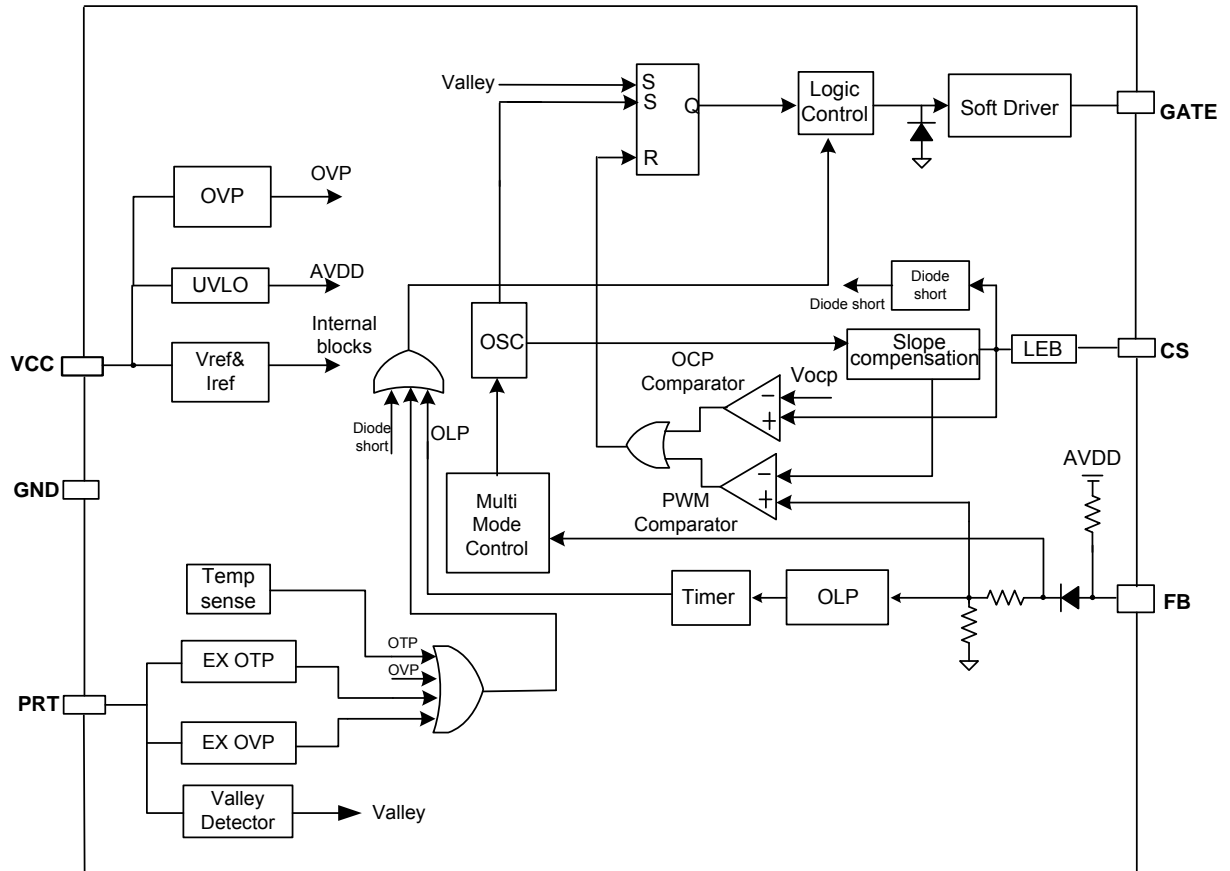 Valley
S
S
Q
R
Logic
Control
Soft Driver
GATE
OVP
OVP
UVLO
AVDD
Vref&
Iref
Internal
blocks
VCC
OSC
Diode
short
Diode short
Slope
compensation
LEB
CS
OCP
Comparator
Vocp
−
+
Diode
short
OLP
GND
Multi
Mode
Control
PWM
Comparator
−
+
AVDD
Temp
sense
Timer
OLP
FB
OTP
OVP
EX OTP
PRT
EX OVP
Valley
Detector
Valley